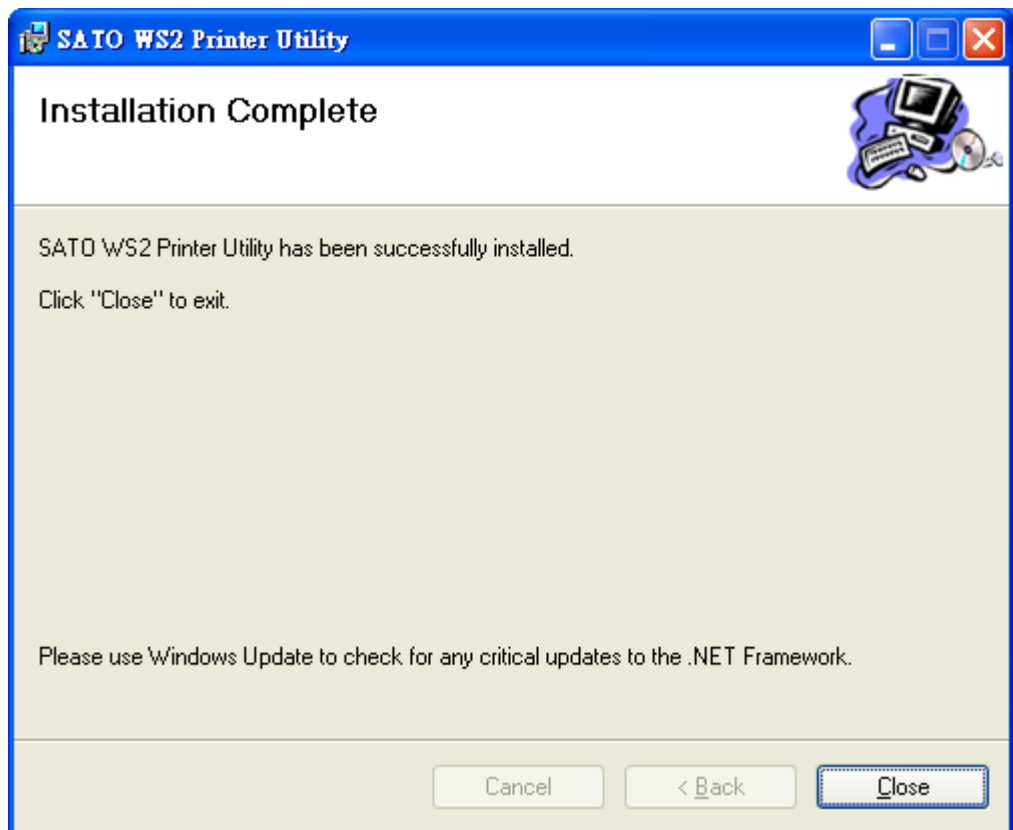 SATO WS2 Printer Utility
Installation Complete
SATO WS2 Printer Utility has been successfully installed.
Click "Close" to exit.
Please use Windows Update to check for any critical updates to the .NET Framework.
Cancel < Back Close